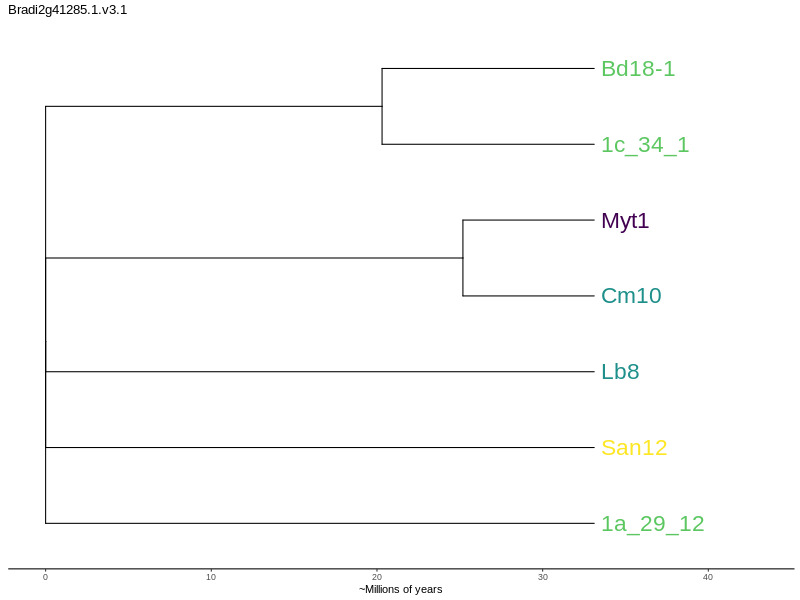 Bradi2g41285.1.v3.1
Bd18-1
1c_34_1
Myt1
Cm10
Lb8
San12
1a_29_12
0 10 20 30 40
~Millions of years